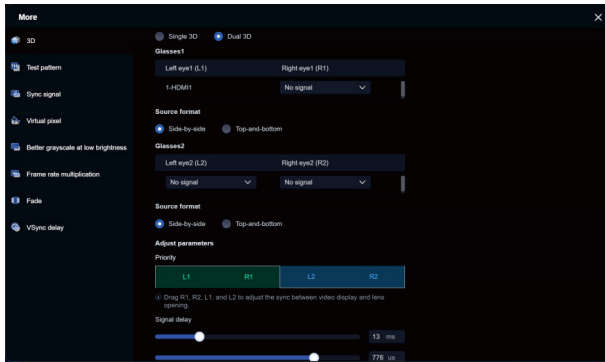 More
3D
Test pattern
Sync signal
Virtual pixel
Better grayscale at low brightness
Frame rate multiplication
Fade
VSync delay
Single 3D Dual 3D
Glasses1
Left eye1 (L1) Right eye1 (R1)
1-HDMI1 No signal
Source format
Side-by-side Top-and-bottom
Glasses2
Left eye2 (L2) Right eye2 (R2)
No signal No signal
Source format
Side-by-side Top-and-bottom
Adjust parameters
Priority
L1 R1 L2 R2
Drag R1, R2, L1, and L2 to adjust the sync between video display and lens
opening.
Signal delay
13 ms
776 us